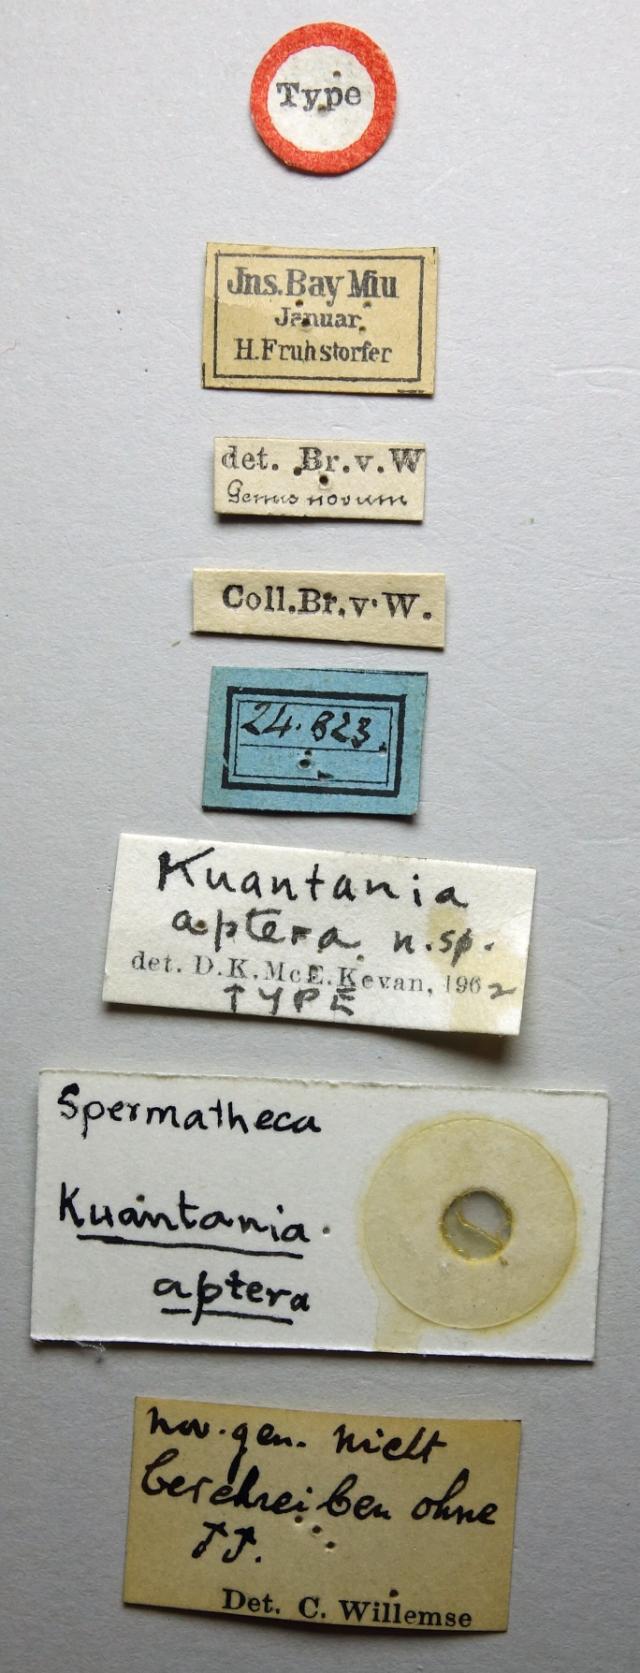 Type
Jns. Bay Miu
Januar.
H. Fruhstorfer
det. Br. v. W
Genus novum
Coll. Br. v. W.
24.823.
Kuantania
aptera n. sp.
det. D. K. McE. Kevan, 1962
TYPE
Spermatheca
Kuantania
aptera
nov. gen. nicht
beschreiben ohne
♂♂.
Det. C. Willemse